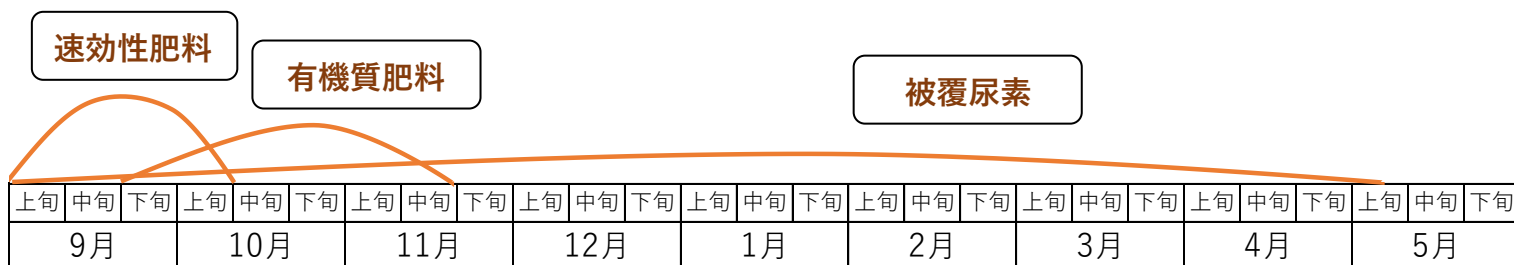 速効性肥料
有機質肥料
被覆尿素
上旬 中旬 下旬 上旬 中旬 下旬 上旬 中旬 下旬 上旬 中旬 下旬 上旬 中旬 下旬 上旬 中旬 下旬 上旬 中旬 下旬 上旬 中旬 下旬 上旬 中旬 下旬
9月 10月 11月 12月 1月 2月 3月 4月 5月